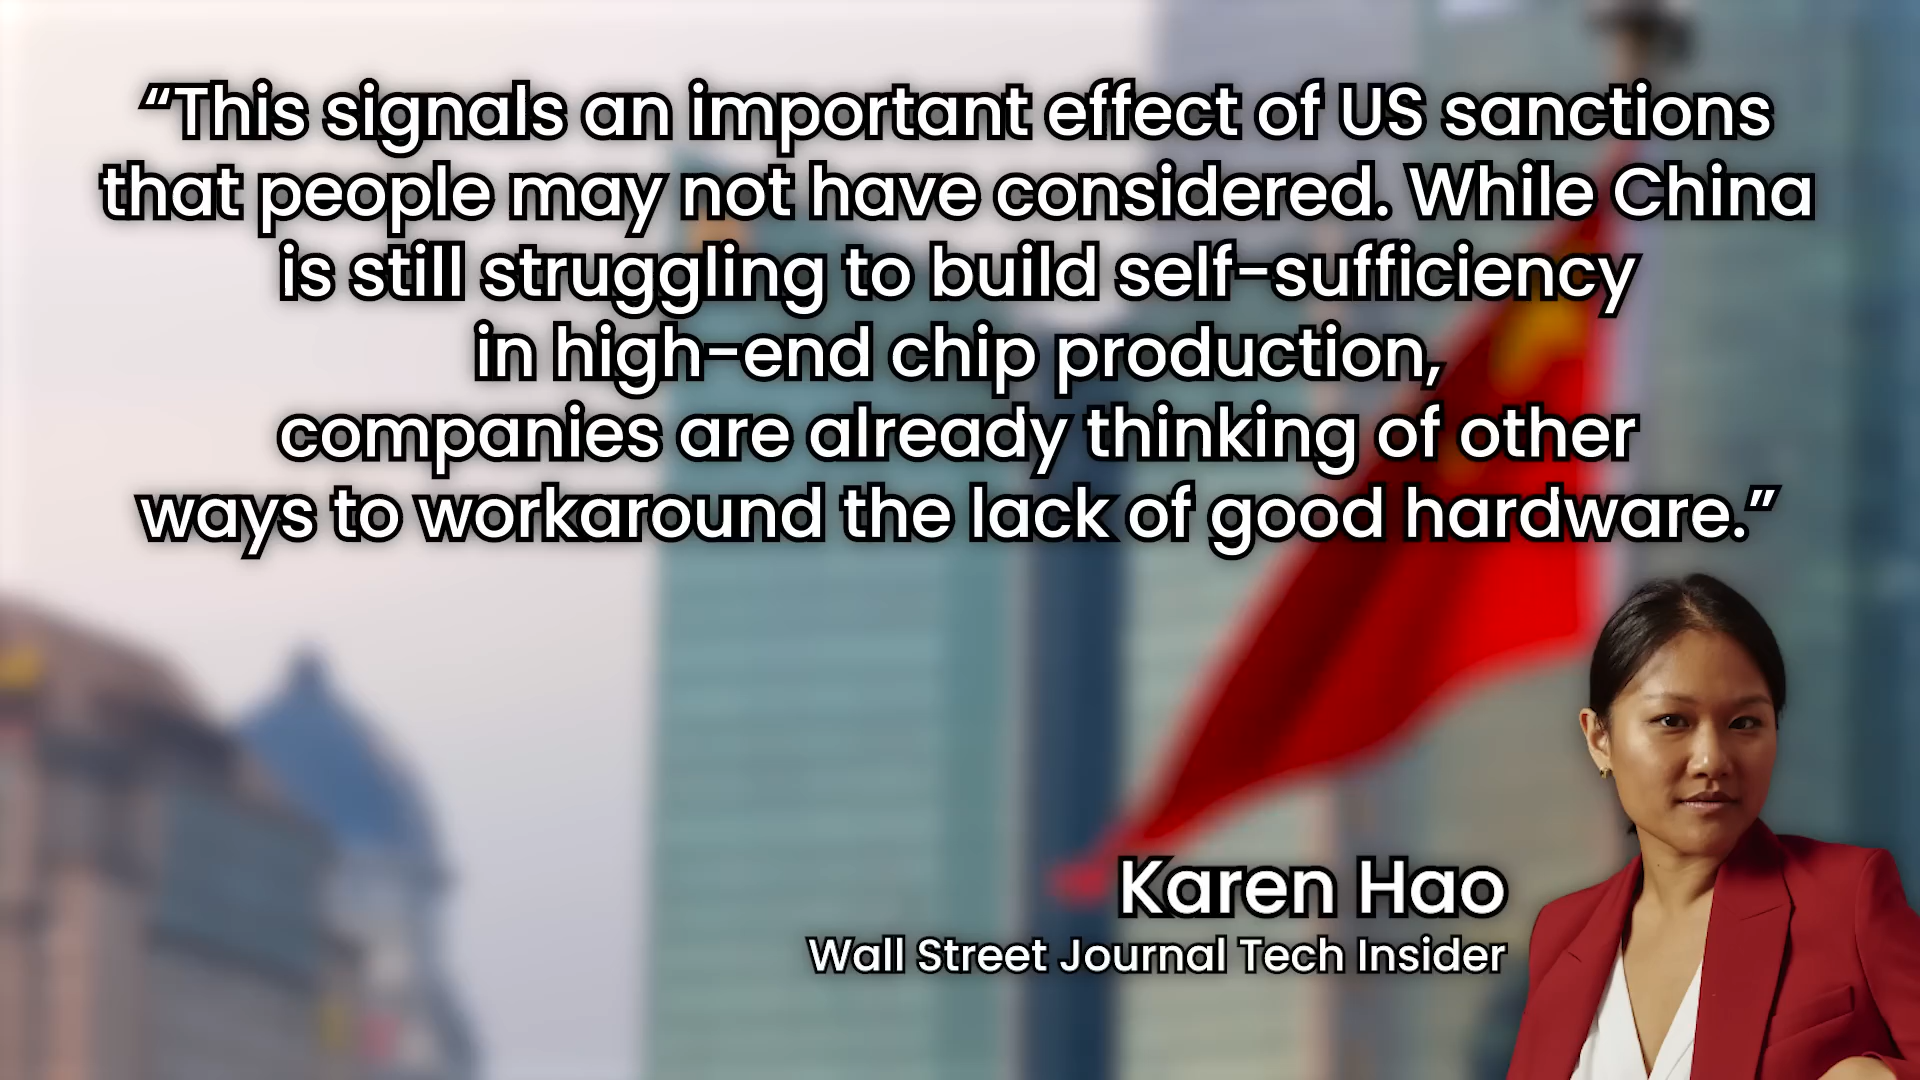 “This signals an important effect of US sanctions
that people may not have considered. While China
is still struggling to build self-sufficiency
in high-end chip production,
companies are already thinking of other
ways to workaround the lack of good hardware.”
Karen Hao
Wall Street Journal Tech Insider